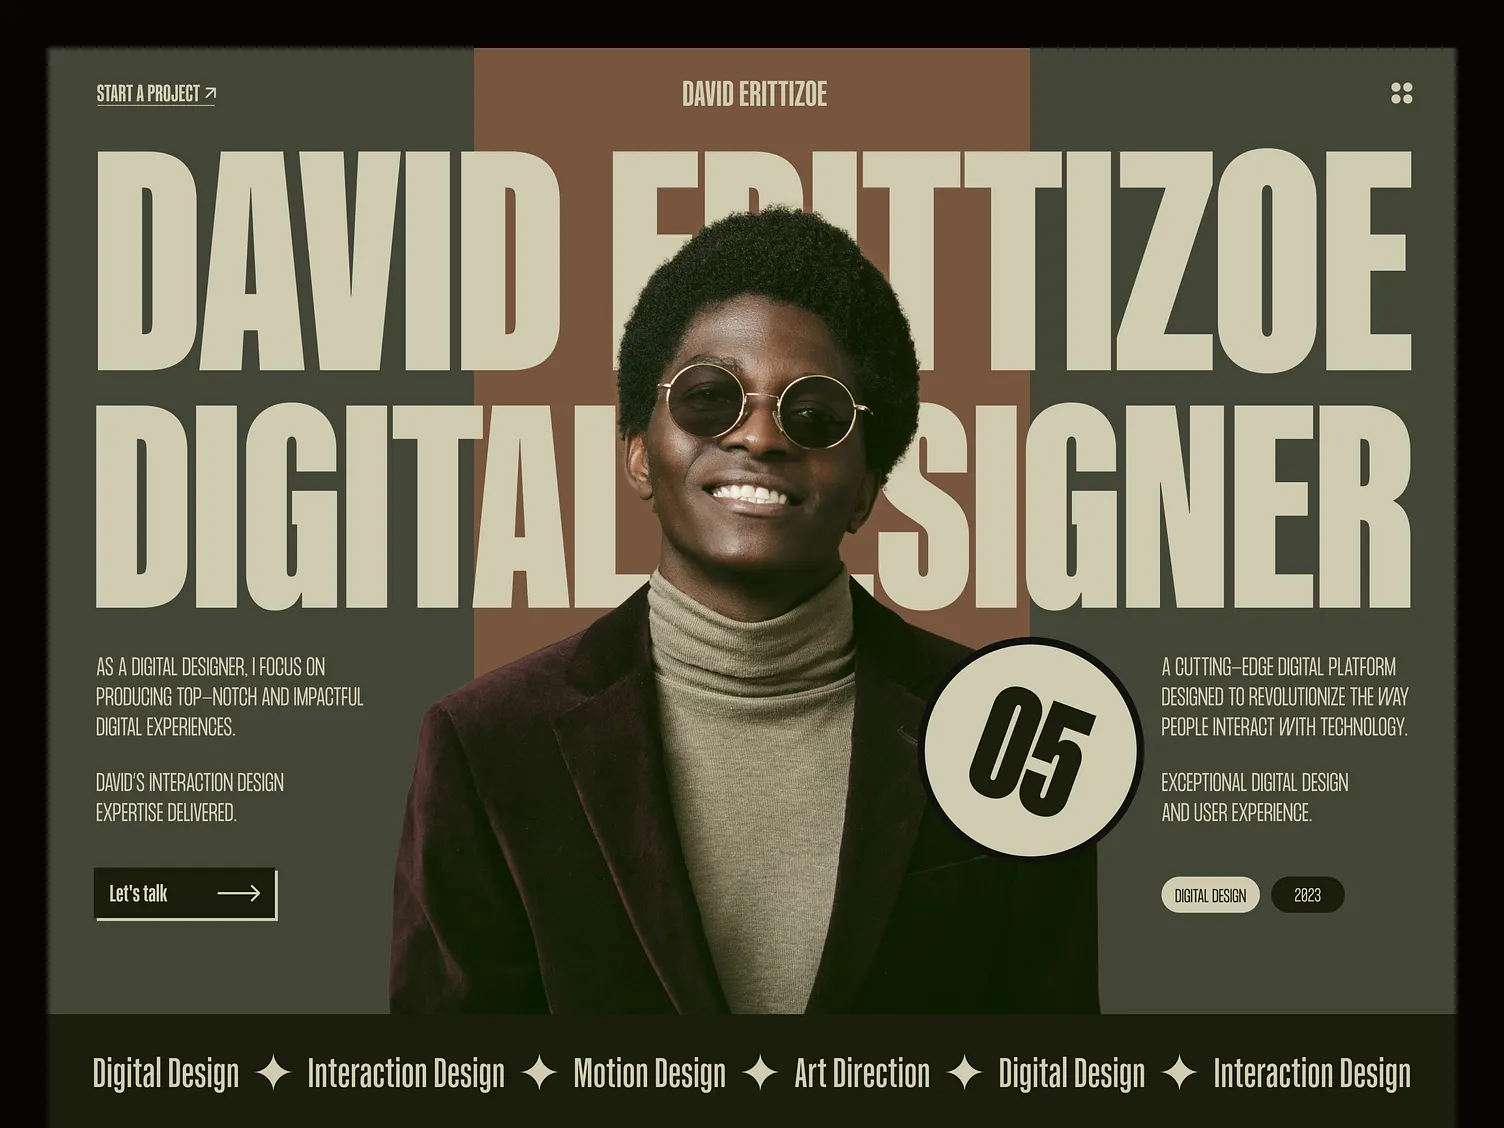 START A PROJECT
DAVID ERITTIZOE
DAVID ERITTIZOE
DIGITAL DESIGNER
AS A DIGITAL DESIGNER, I FOCUS ON
PRODUCING TOP–NOTCH AND IMPACTFUL
DIGITAL EXPERIENCES.
DAVID'S INTERACTION DESIGN
EXPERTISE DELIVERED.
Let's talk
05
A CUTTING–EDGE DIGITAL PLATFORM
DESIGNED TO REVOLUTIONIZE THE WAY
PEOPLE INTERACT WITH TECHNOLOGY.
EXCEPTIONAL DIGITAL DESIGN
AND USER EXPERIENCE.
DIGITAL DESIGN 2023
Digital Design Interaction Design Motion Design Art Direction Digital Design Interaction Design